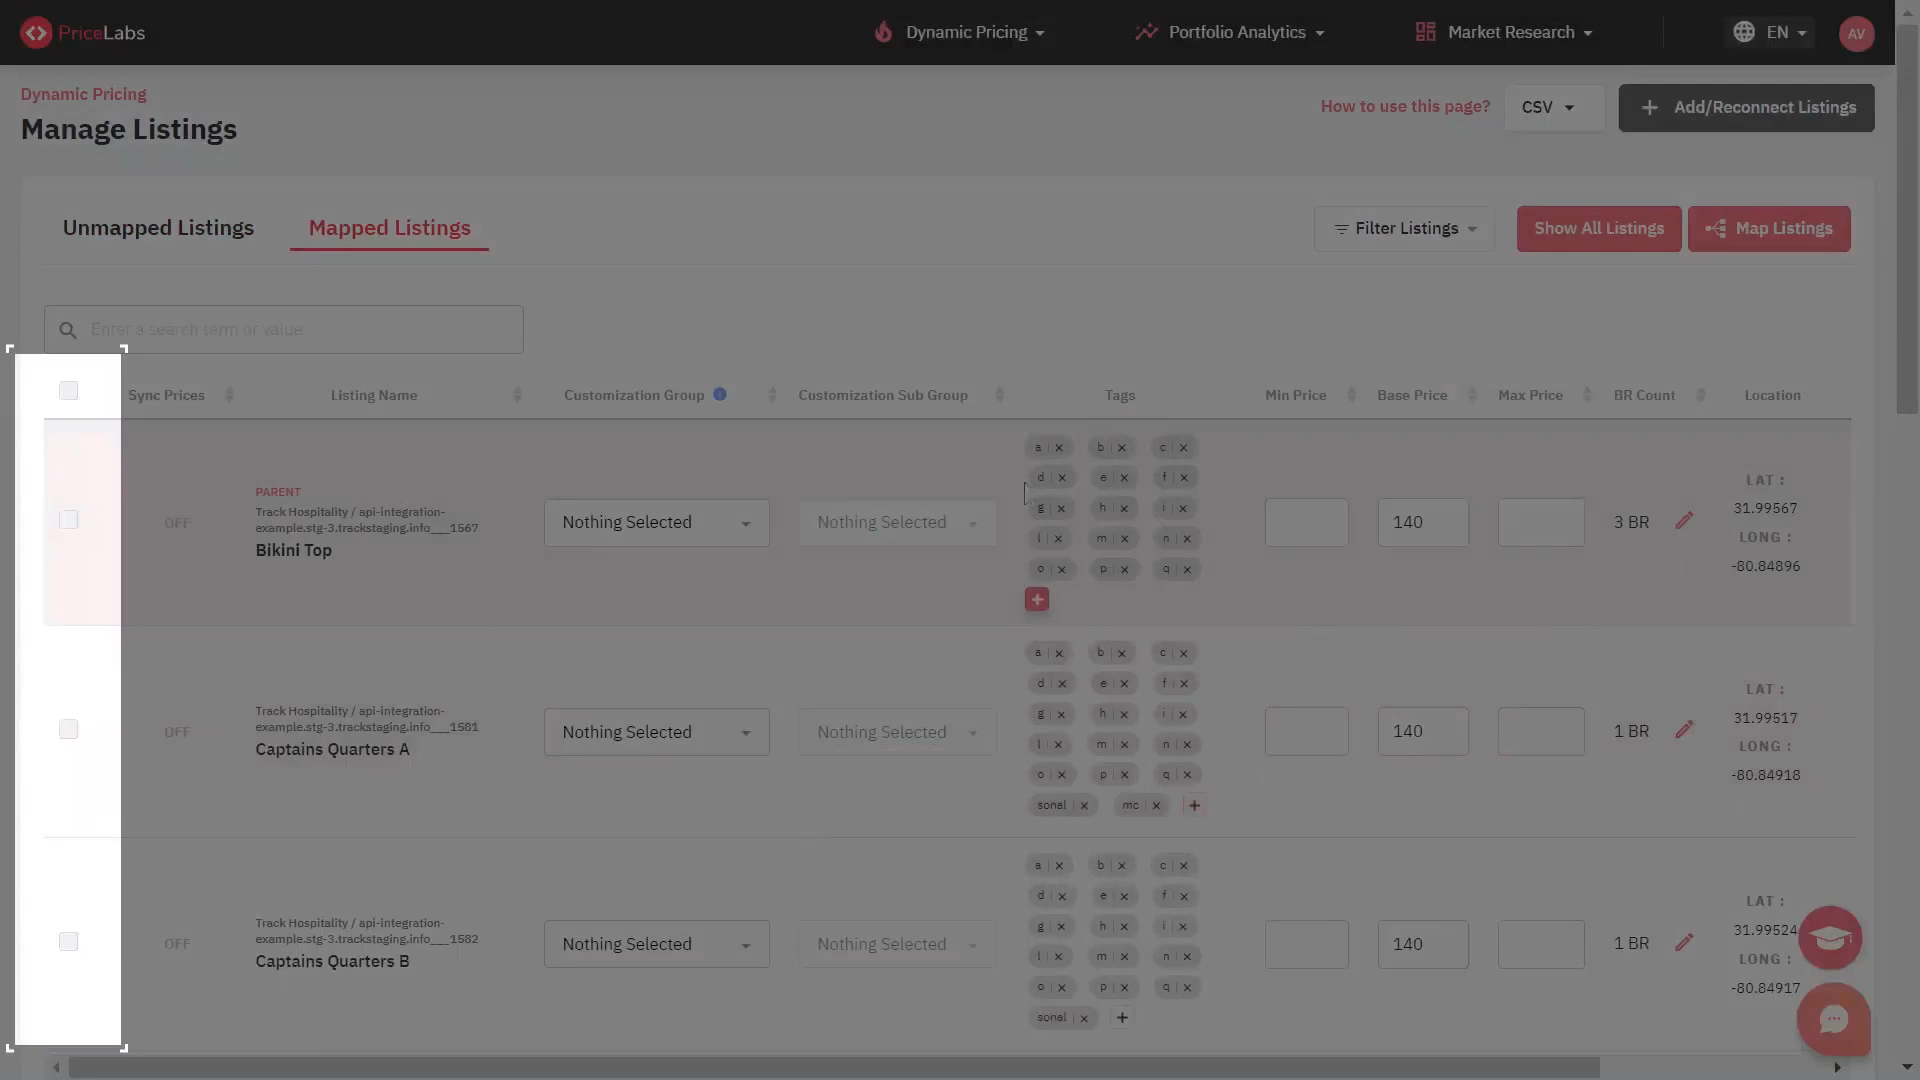 PriceLabs
Dynamic Pricing
Portfolio Analytics
Market Research
EN
AV
Dynamic Pricing
Manage Listings
How to use this page?
CSV
+ Add/Reconnect Listings
Unmapped Listings
Mapped Listings
Filter Listings
Show All Listings
Map Listings
Enter a search term or value
Sync Prices
Listing Name
Customization Group
Customization Sub Group
Tags
Min Price
Base Price
Max Price
BR Count
Location
OFF
PARENT
Track Hospitality / api-integration-
example.stg-3.trackstaging.info___1567
Bikini Top
Nothing Selected
Nothing Selected
a | × b | × c | ×
d | × e | × f | ×
g | × h | × i | ×
l | × m | × n | ×
o | × p | × q | ×
+
140
3 BR
LAT :
31.99567
LONG :
-80.84896
OFF
Track Hospitality / api-integration-
example.stg-3.trackstaging.info___1581
Captains Quarters A
Nothing Selected
Nothing Selected
a | × b | × c | ×
d | × e | × f | ×
g | × h | × i | ×
l | × m | × n | ×
o | × p | × q | ×
sonal | × mc | × +
140
1 BR
LAT :
31.99517
LONG :
-80.84918
OFF
Track Hospitality / api-integration-
example.stg-3.trackstaging.info___1582
Captains Quarters B
Nothing Selected
Nothing Selected
a | × b | × c | ×
d | × e | × f | ×
g | × h | × i | ×
l | × m | × n | ×
o | × p | × q | ×
sonal | × +
140
1 BR
LAT :
31.99524
LONG :
-80.84917